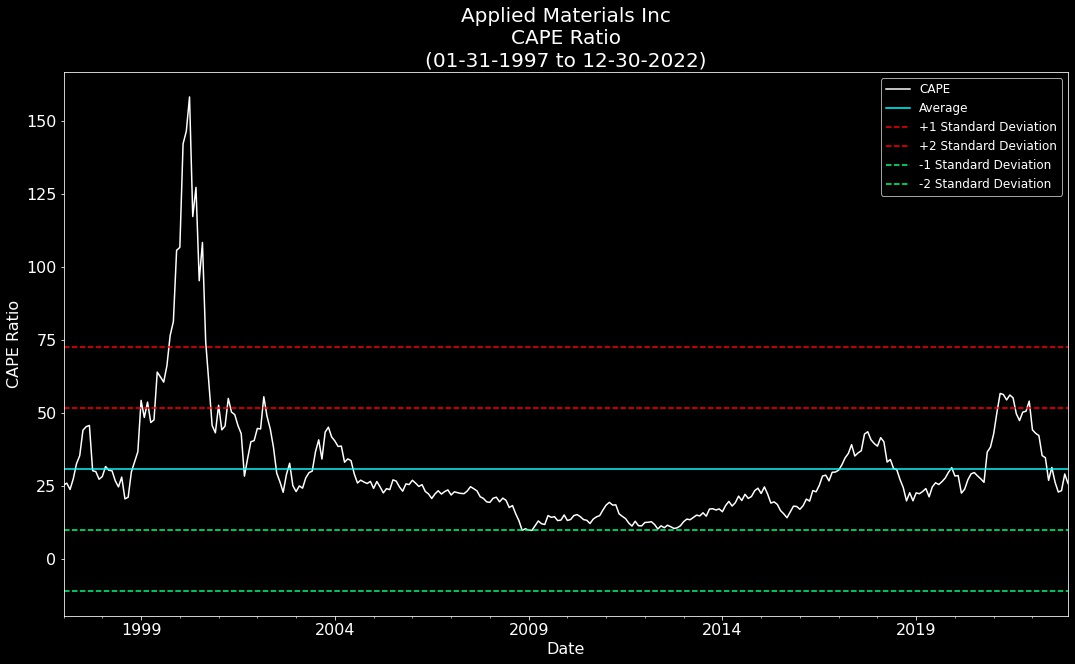 Applied Materials Inc
CAPE Ratio
(01-31-1997 to 12-30-2022)
CAPE
Average
+1 Standard Deviation
+2 Standard Deviation
-1 Standard Deviation
-2 Standard Deviation
CAPE Ratio
150
125
100
75
50
25
0
1999 2004 2009 2014 2019
Date